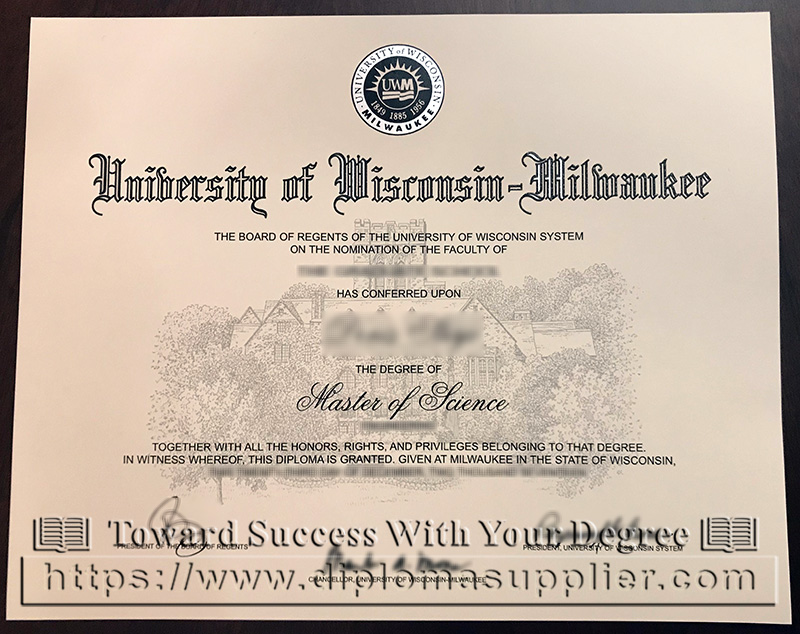 UNIVERSITY of WISCONSIN
UWM
1849 1885 1956
MILWAUKEE
University of Wisconsin-Milwaukee
THE BOARD OF REGENTS OF THE UNIVERSITY OF WISCONSIN SYSTEM
ON THE NOMINATION OF THE FACULTY OF
THE GRADUATE SCHOOL
HAS CONFERRED UPON
THE DEGREE OF
Master of Science
TOGETHER WITH ALL THE HONORS, RIGHTS, AND PRIVILEGES BELONGING TO THAT DEGREE.
IN WITNESS WHEREOF, THIS DIPLOMA IS GRANTED. GIVEN AT MILWAUKEE IN THE STATE OF WISCONSIN,
Toward Success With Your Degree
PRESIDENT OF THE BOARD OF REGENTS
PRESIDENT, UNIVERSITY OF WISCONSIN SYSTEM
https://www.diplomasupplier.com
CHANCELLOR, UNIVERSITY OF WISCONSIN-MILWAUKEE